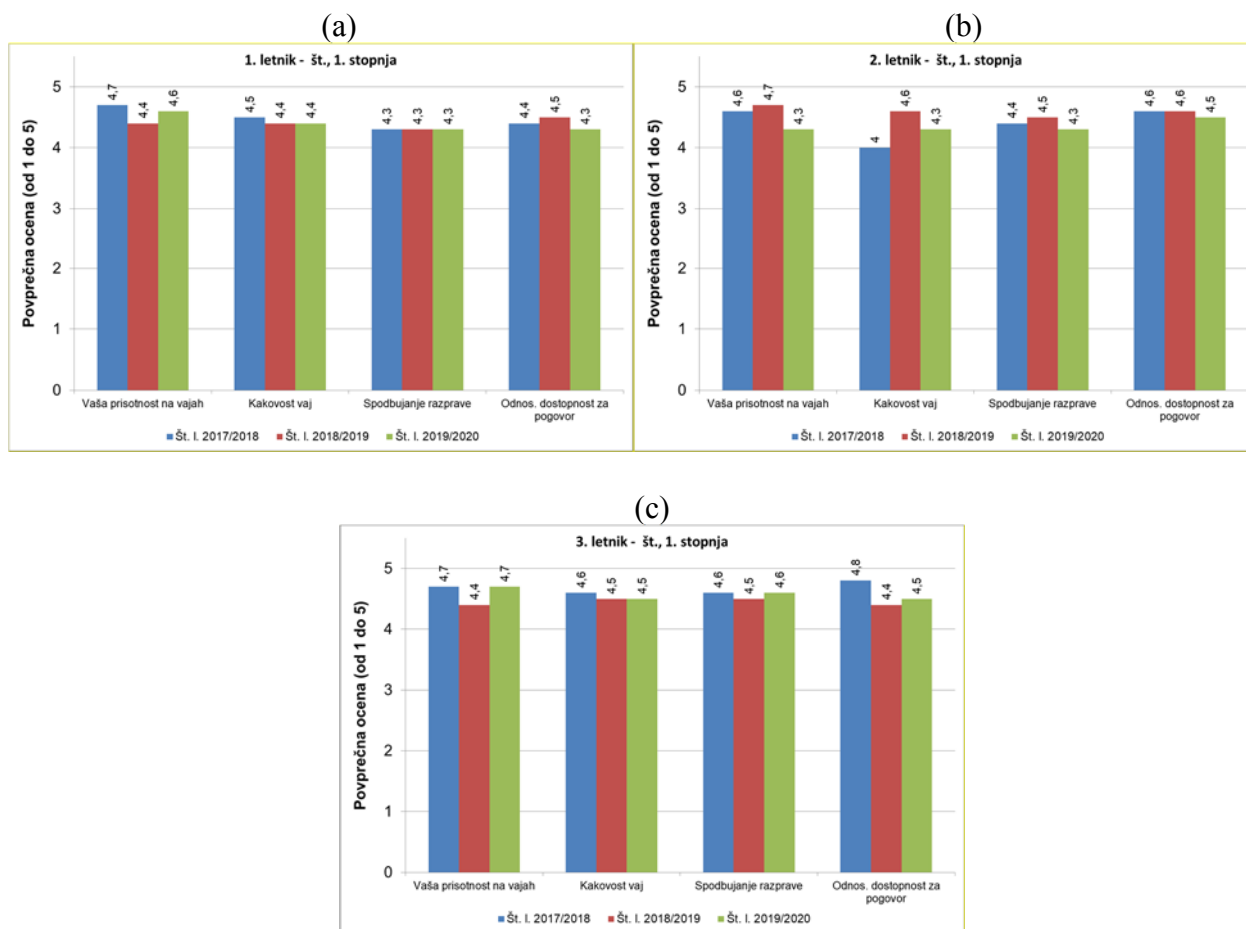 (a)
1. letnik - št., 1. stopnja
Povprečna ocena (od 1 do 5)
5
4
3
2
1
0
4,7
4,4
4,6
4,5
4,4
4,4
4,3
4,3
4,3
4,4
4,5
4,3
Vaša prisotnost na vajah
Kakovost vaj
Spodbujanje razprave
Odnos. dostopnost za
pogovor
Št. l. 2017/2018
Št. l. 2018/2019
Št. l. 2019/2020
(b)
2. letnik - št., 1. stopnja
Povprečna ocena (od 1 do 5)
5
4
3
2
1
0
4,6
4,7
4,3
4
4,6
4,3
4,4
4,5
4,3
4,6
4,6
4,5
Vaša prisotnost na vajah
Kakovost vaj
Spodbujanje razprave
Odnos. dostopnost za
pogovor
Št. l. 2017/2018
Št. l. 2018/2019
Št. l. 2019/2020
(c)
3. letnik - št., 1. stopnja
Povprečna ocena (od 1 do 5)
5
4
3
2
1
0
4,7
4,4
4,7
4,6
4,5
4,5
4,6
4,5
4,6
4,8
4,4
4,5
Vaša prisotnost na vajah
Kakovost vaj
Spodbujanje razprave
Odnos. dostopnost za
pogovor
Št. l. 2017/2018
Št. l. 2018/2019
Št. l. 2019/2020